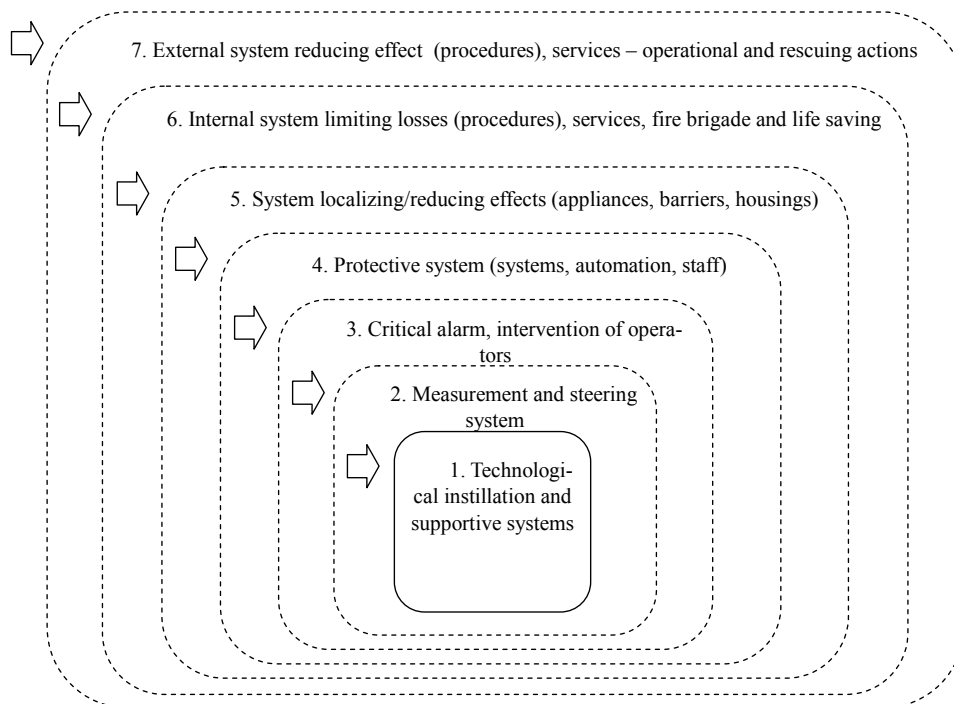 7. External system reducing effect (procedures), services – operational and rescuing actions
6. Internal system limiting losses (procedures), services, fire brigade and life saving
5. System localizing/reducing effects (appliances, barriers, housings)
4. Protective system (systems, automation, staff)
3. Critical alarm, intervention of opera-
tors
2. Measurement and steering
system
1. Technologi-
cal instillation and
supportive systems